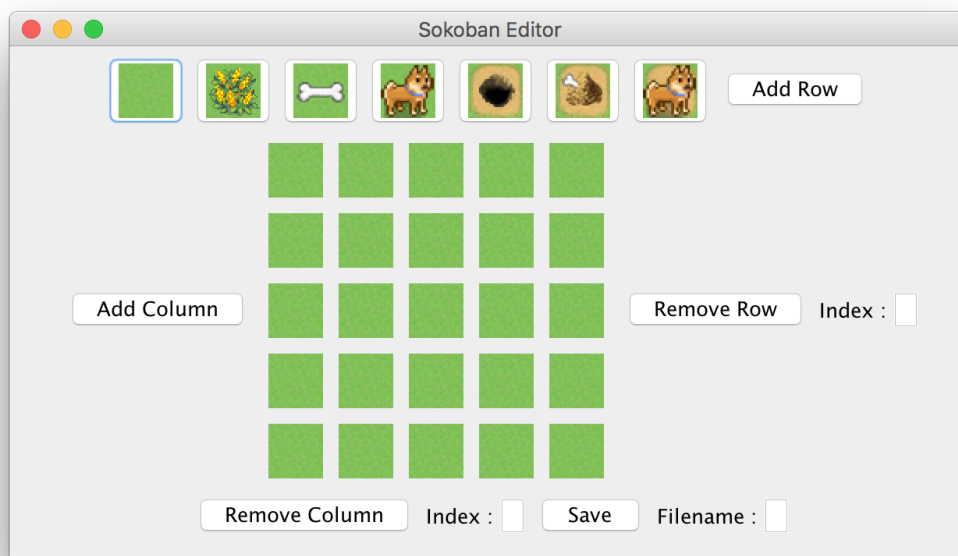 Sokoban Editor
Add Row
Add Column
Remove Row Index :
Remove Column Index : Save Filename :